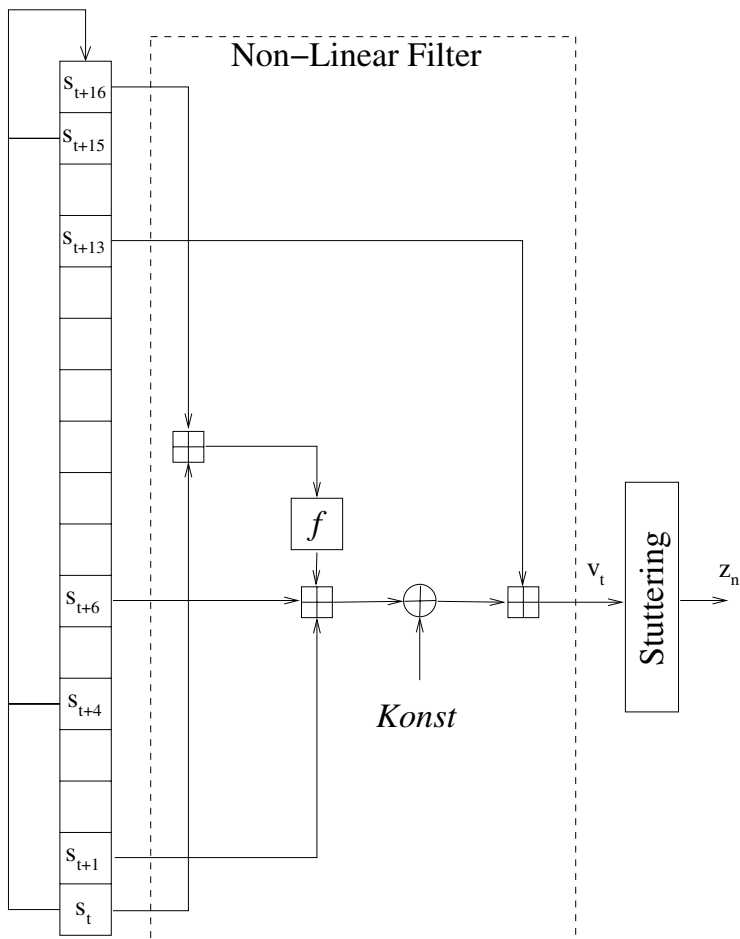 Non–Linear Filter
s_{t+16}
s_{t+15}
s_{t+13}
f
s_{t+6}
v_t
Stuttering
z_n
s_{t+4}
Konst
s_{t+1}
s_t